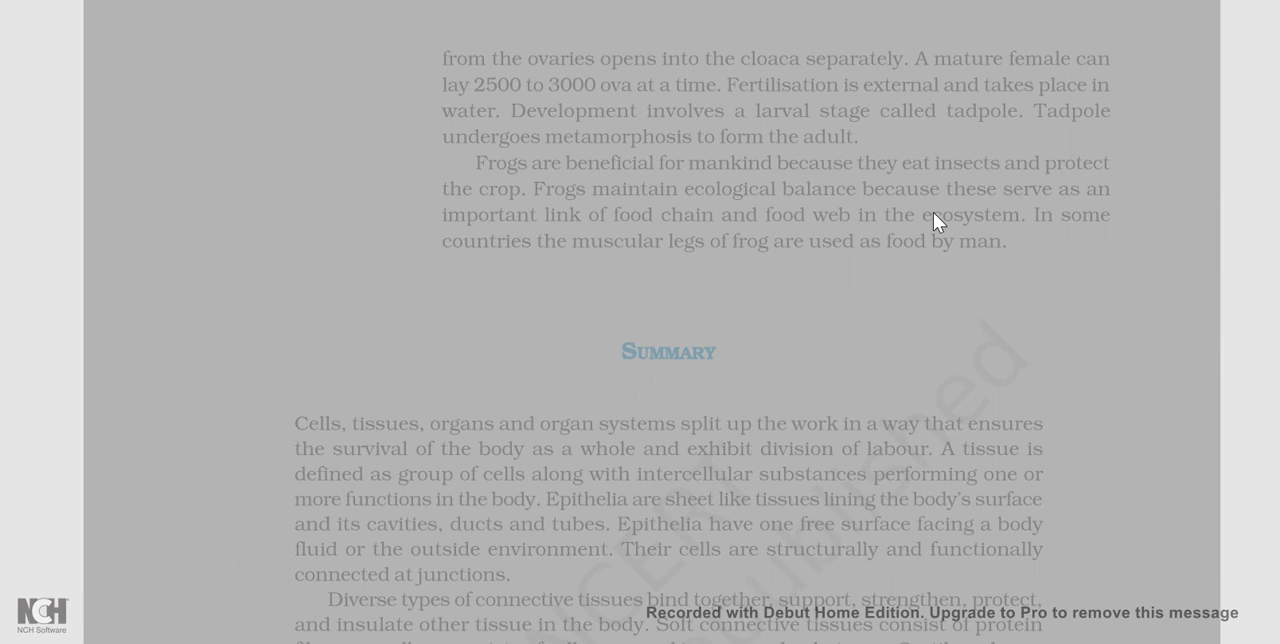 from the ovaries opens into the cloaca separately. A mature female can
lay 2500 to 3000 ova at a time. Fertilisation is external and takes place in
water. Development involves a larval stage called tadpole. Tadpole
undergoes metamorphosis to form the adult.
Frogs are beneficial for mankind because they eat insects and protect
the crop. Frogs maintain ecological balance because these serve as an
important link of food chain and food web in the ecosystem. In some
countries the muscular legs of frog are used as food by man.
SUMMARY
Cells, tissues, organs and organ systems split up the work in a way that ensures
the survival of the body as a whole and exhibit division of labour. A tissue is
defined as group of cells along with intercellular substances performing one or
more functions in the body. Epithelia are sheet like tissues lining the body's surface
and its cavities, ducts and tubes. Epithelia have one free surface facing a body
fluid or the outside environment. Their cells are structurally and functionally
connected at junctions.
Diverse types of connective tissues bind together, support, strengthen, protect,
and insulate other tissue in the body. Soft connective tissues consist of protein
NCERT
Recorded with Debut Home Edition. Upgrade to Pro to remove this message
NCH
NCH Software